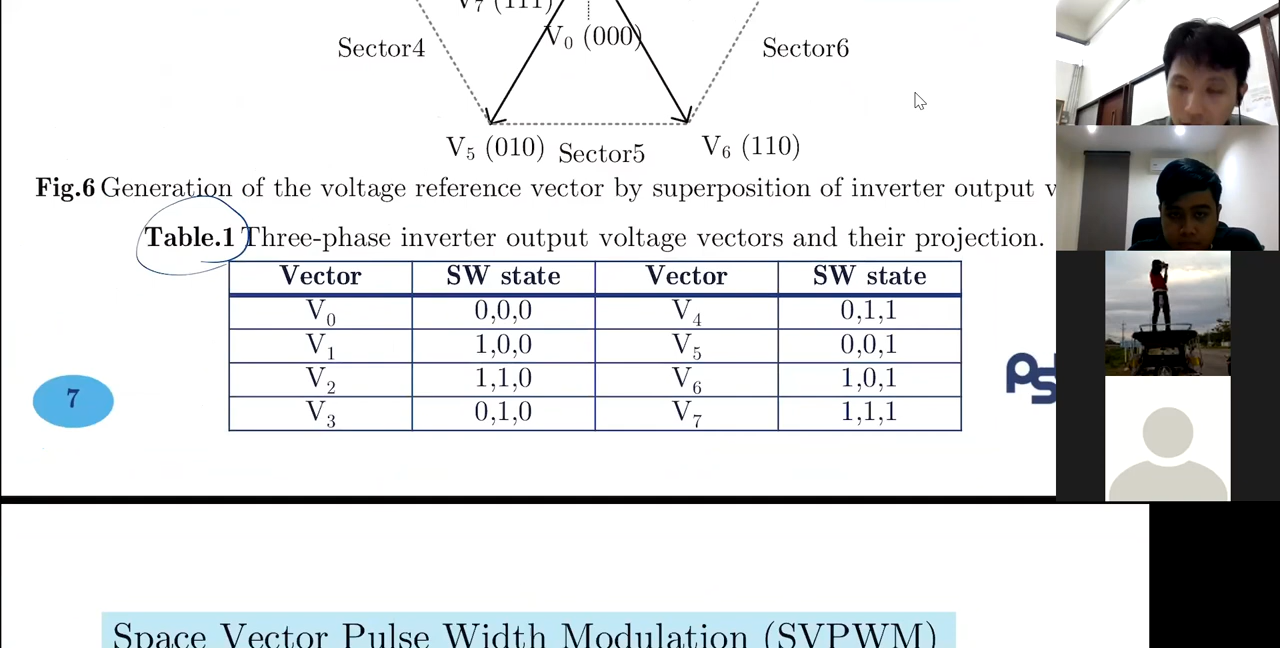 V7 (111)
V0 (000)
Sector4
Sector6
V5 (010)
Sector5
V6 (110)
Fig.6 Generation of the voltage reference vector by superposition of inverter output v
Table.1 Three-phase inverter output voltage vectors and their projection.
Vector SW state Vector SW state
V0 0,0,0 V4 0,1,1
V1 1,0,0 V5 0,0,1
V2 1,1,0 V6 1,0,1
V3 0,1,0 V7 1,1,1
7
Space Vector Pulse Width Modulation (SVPWM)